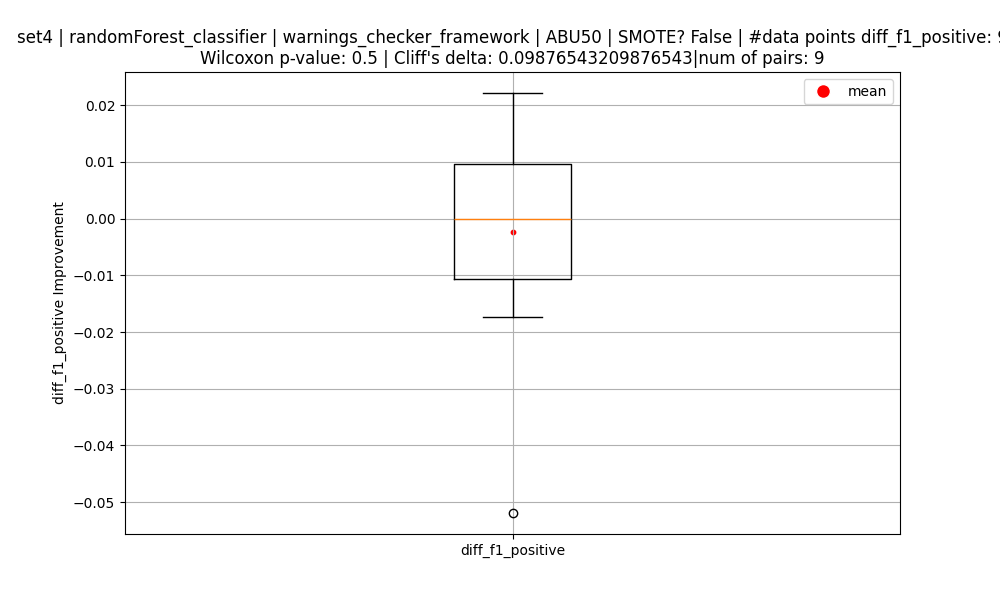 set4 | randomForest_classifier | warnings_checker_framework | ABU50 | SMOTE? False | #data points diff_f1_positive: 9
Wilcoxon p-value: 0.5 | Cliff's delta: 0.09876543209876543|num of pairs: 9
mean
0.02
0.01
0.00
−0.01
−0.02
−0.03
−0.04
−0.05
diff_f1_positive Improvement
diff_f1_positive